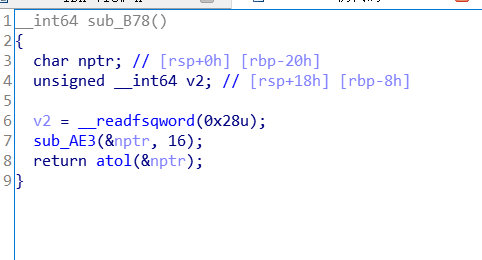 1 __int64 sub_B78()
2 {
3 char nptr; // [rsp+0h] [rbp-20h]
4 unsigned __int64 v2; // [rsp+18h] [rbp-8h]
5
6 v2 = __readfsqword(0x28u);
7 sub_AE3(&nptr, 16);
8 return atol(&nptr);
9 }